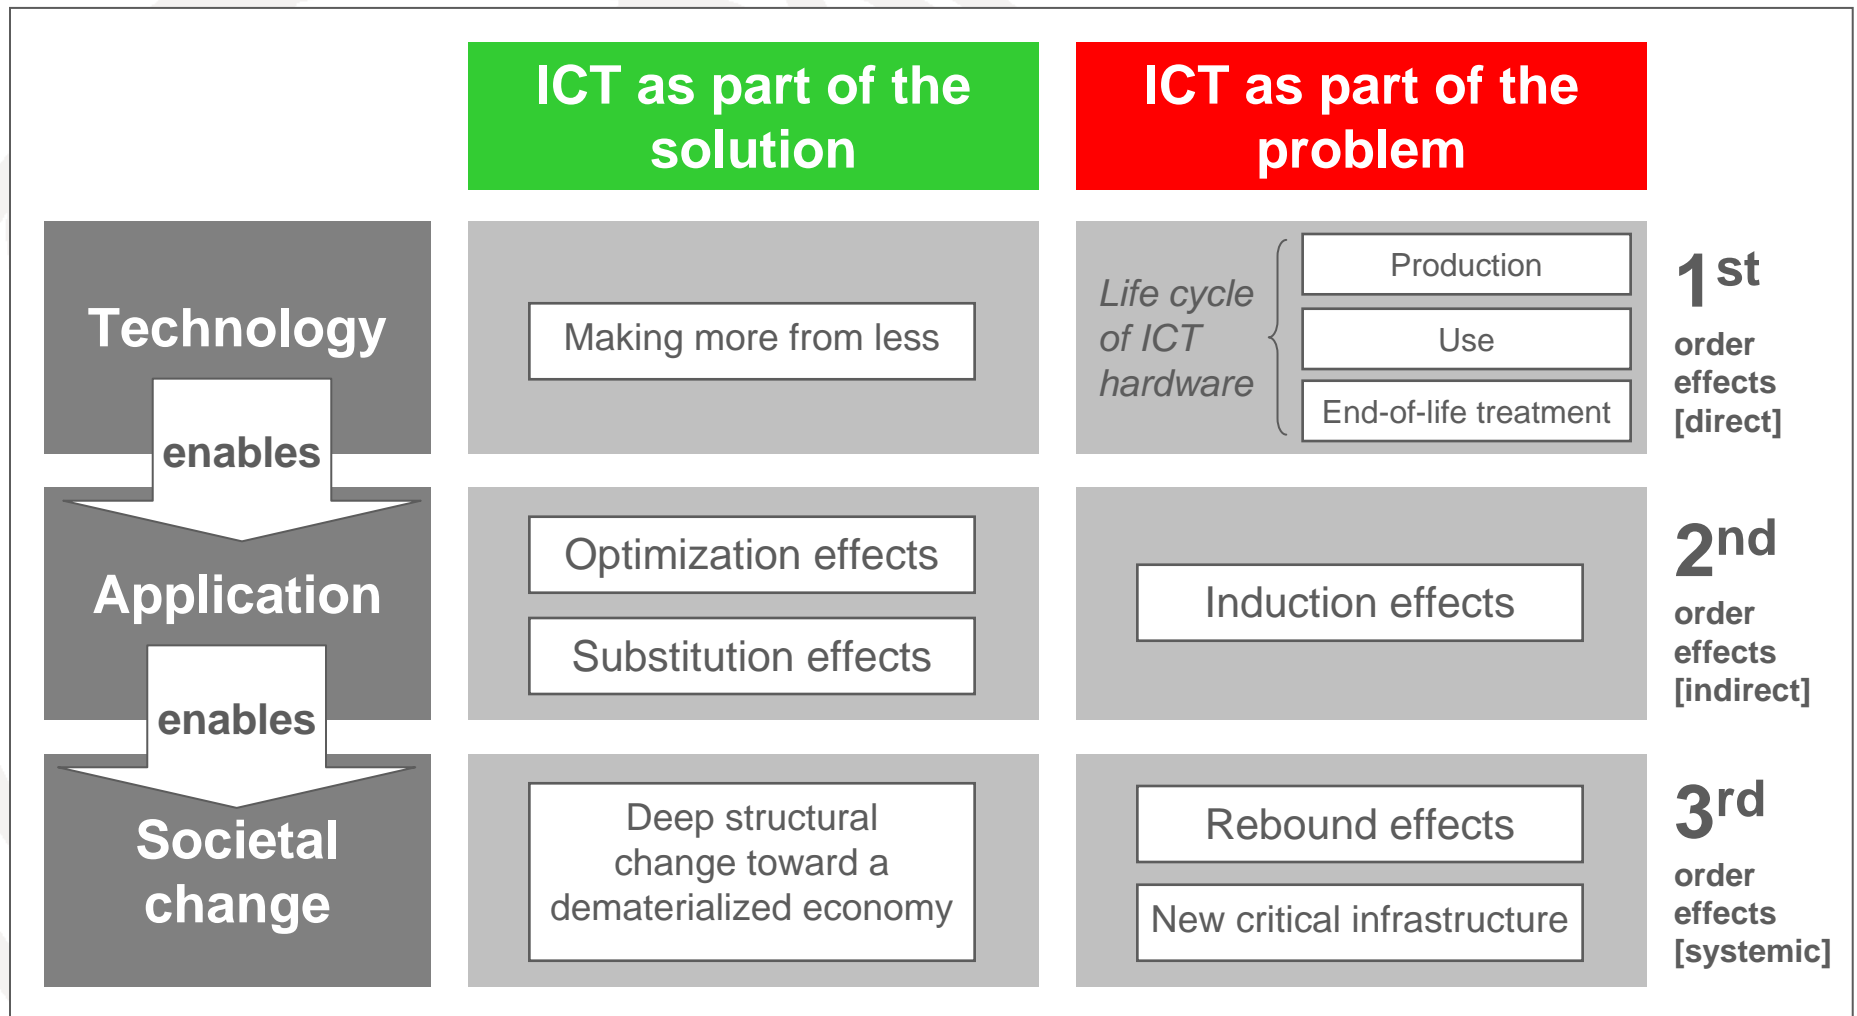 ICT as part of the
solution
ICT as part of the
problem
Technology
enables
Making more from less
Life cycle
of ICT
hardware
Production
Use
End-of-life treatment
1st
order
effects
[direct]
Application
enables
Optimization effects
Substitution effects
Induction effects
2nd
order
effects
[indirect]
Societal
change
Deep structural
change toward a
dematerialized economy
Rebound effects
New critical infrastructure
3rd
order
effects
[systemic]